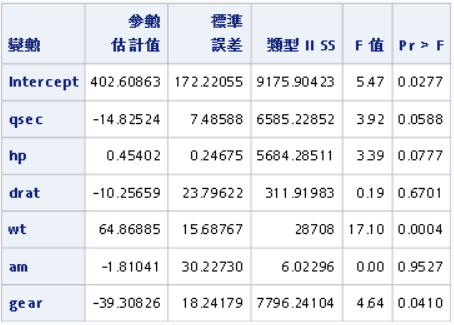 變數 參數 估計值 標準 誤差 類型 II SS F 值 Pr > F
Intercept 402.60863 172.22055 9175.90423 5.47 0.0277
qsec -14.82524 7.48588 6585.22852 3.92 0.0588
hp 0.45402 0.24675 5684.28511 3.39 0.0777
drat -10.25659 23.79622 311.91983 0.19 0.6701
wt 64.86885 15.68767 28708 17.10 0.0004
am -1.81041 30.22730 6.02296 0.00 0.9527
gear -39.30826 18.24179 7796.24104 4.64 0.0410